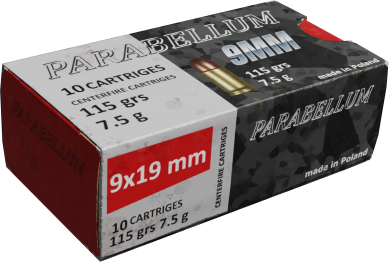 PARABELLUM
10 CARTRIGES
CENTERFIRE CARTRIGES
115 grs
7.5 g
9MM
115 grs
7.5 g
made in Poland
9x19 mm
10 CARTRIGES
115 grs 7.5 g
CENTERFIRE CARTRIGES
PARABELLUM
made in Poland